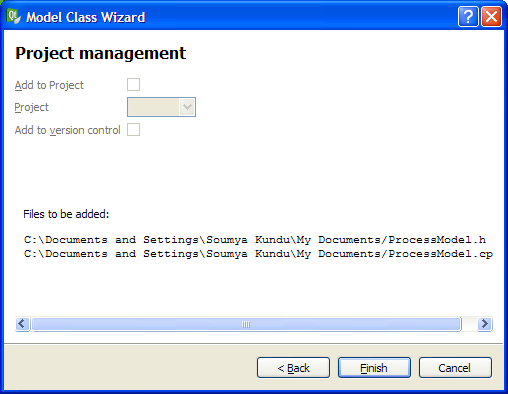 Model Class Wizard
Project management
Add to Project
Project
Add to version control
Files to be added:
C:\Documents and Settings\Soumya Kundu\My Documents/ProcessModel.h
C:\Documents and Settings\Soumya Kundu\My Documents/ProcessModel.cp
< Back
Finish
Cancel